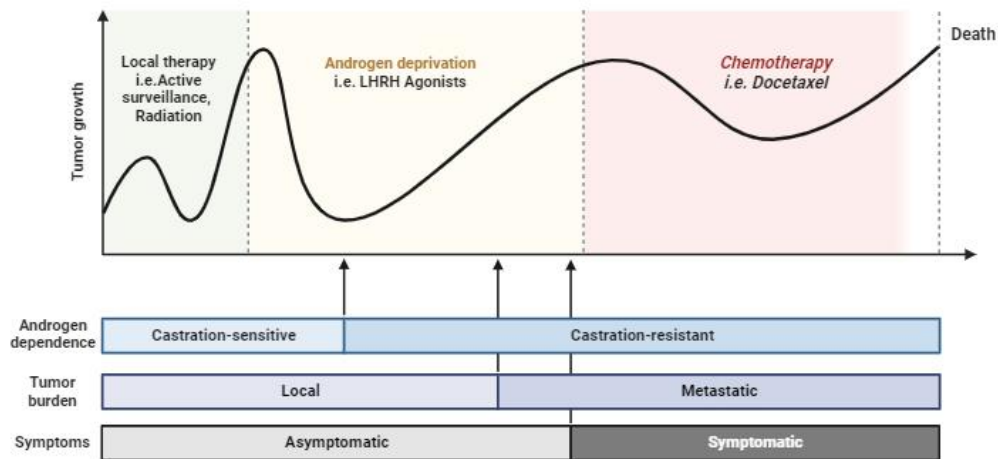 Death
Local therapy
i.e.Active
surveillance,
Radiation
Androgen deprivation
i.e. LHRH Agonists
Chemotherapy
i.e. Docetaxel
Tumor growth
Androgen
dependence
Castration-sensitive
Castration-resistant
Tumor
burden
Local
Metastatic
Symptoms
Asymptomatic
Symptomatic